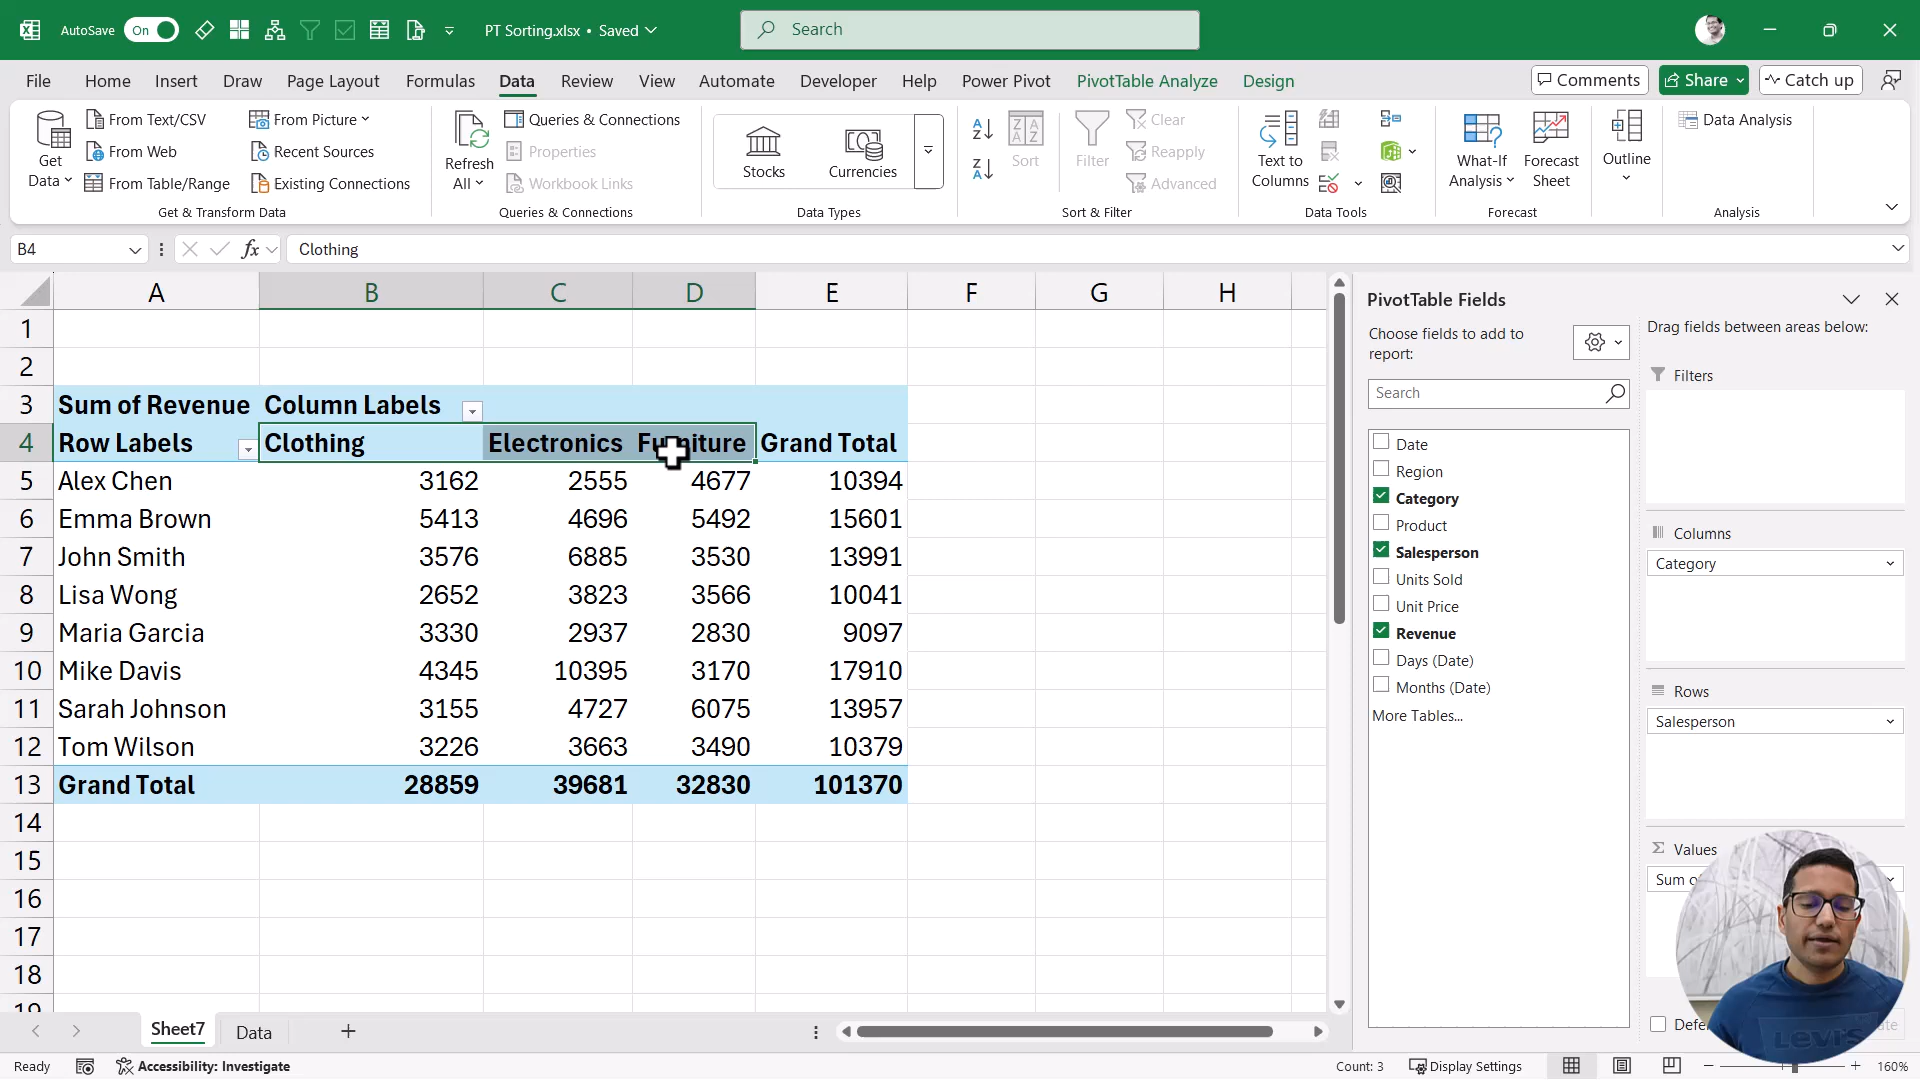 AutoSave On PT Sorting.xlsx • Saved Search
File Home Insert Draw Page Layout Formulas Data Review View Automate Developer Help Power Pivot PivotTable Analyze Design Comments Share Catch up
Get Data
From Text/CSV
From Web
From Table/Range
From Picture
Recent Sources
Existing Connections
Get & Transform Data
Refresh All
Queries & Connections
Properties
Workbook Links
Queries & Connections
Stocks Currencies
Data Types
Sort
Filter
Clear
Reapply
Advanced
Sort & Filter
Text to Columns
Data Tools
What-If Analysis
Forecast Sheet
Forecast
Outline
Data Analysis
Analysis
B4 fx Clothing
A B C D E F G H
1
2
3 Sum of Revenue Column Labels
4 Row Labels Clothing Electronics Furniture Grand Total
5 Alex Chen 3162 2555 4677 10394
6 Emma Brown 5413 4696 5492 15601
7 John Smith 3576 6885 3530 13991
8 Lisa Wong 2652 3823 3566 10041
9 Maria Garcia 3330 2937 2830 9097
10 Mike Davis 4345 10395 3170 17910
11 Sarah Johnson 3155 4727 6075 13957
12 Tom Wilson 3226 3663 3490 10379
13 Grand Total 28859 39681 32830 101370
14
15
16
17
18
19
PivotTable Fields
Choose fields to add to
report:
Search
Date
Region
Category
Product
Salesperson
Units Sold
Unit Price
Revenue
Days (Date)
Months (Date)
More Tables...
Drag fields between areas below:
Filters
Columns
Category
Rows
Salesperson
Σ Values
Sum
LEVI'S
Sheet7 Data
Ready Accessibility: Investigate Count: 3 Display Settings 160%